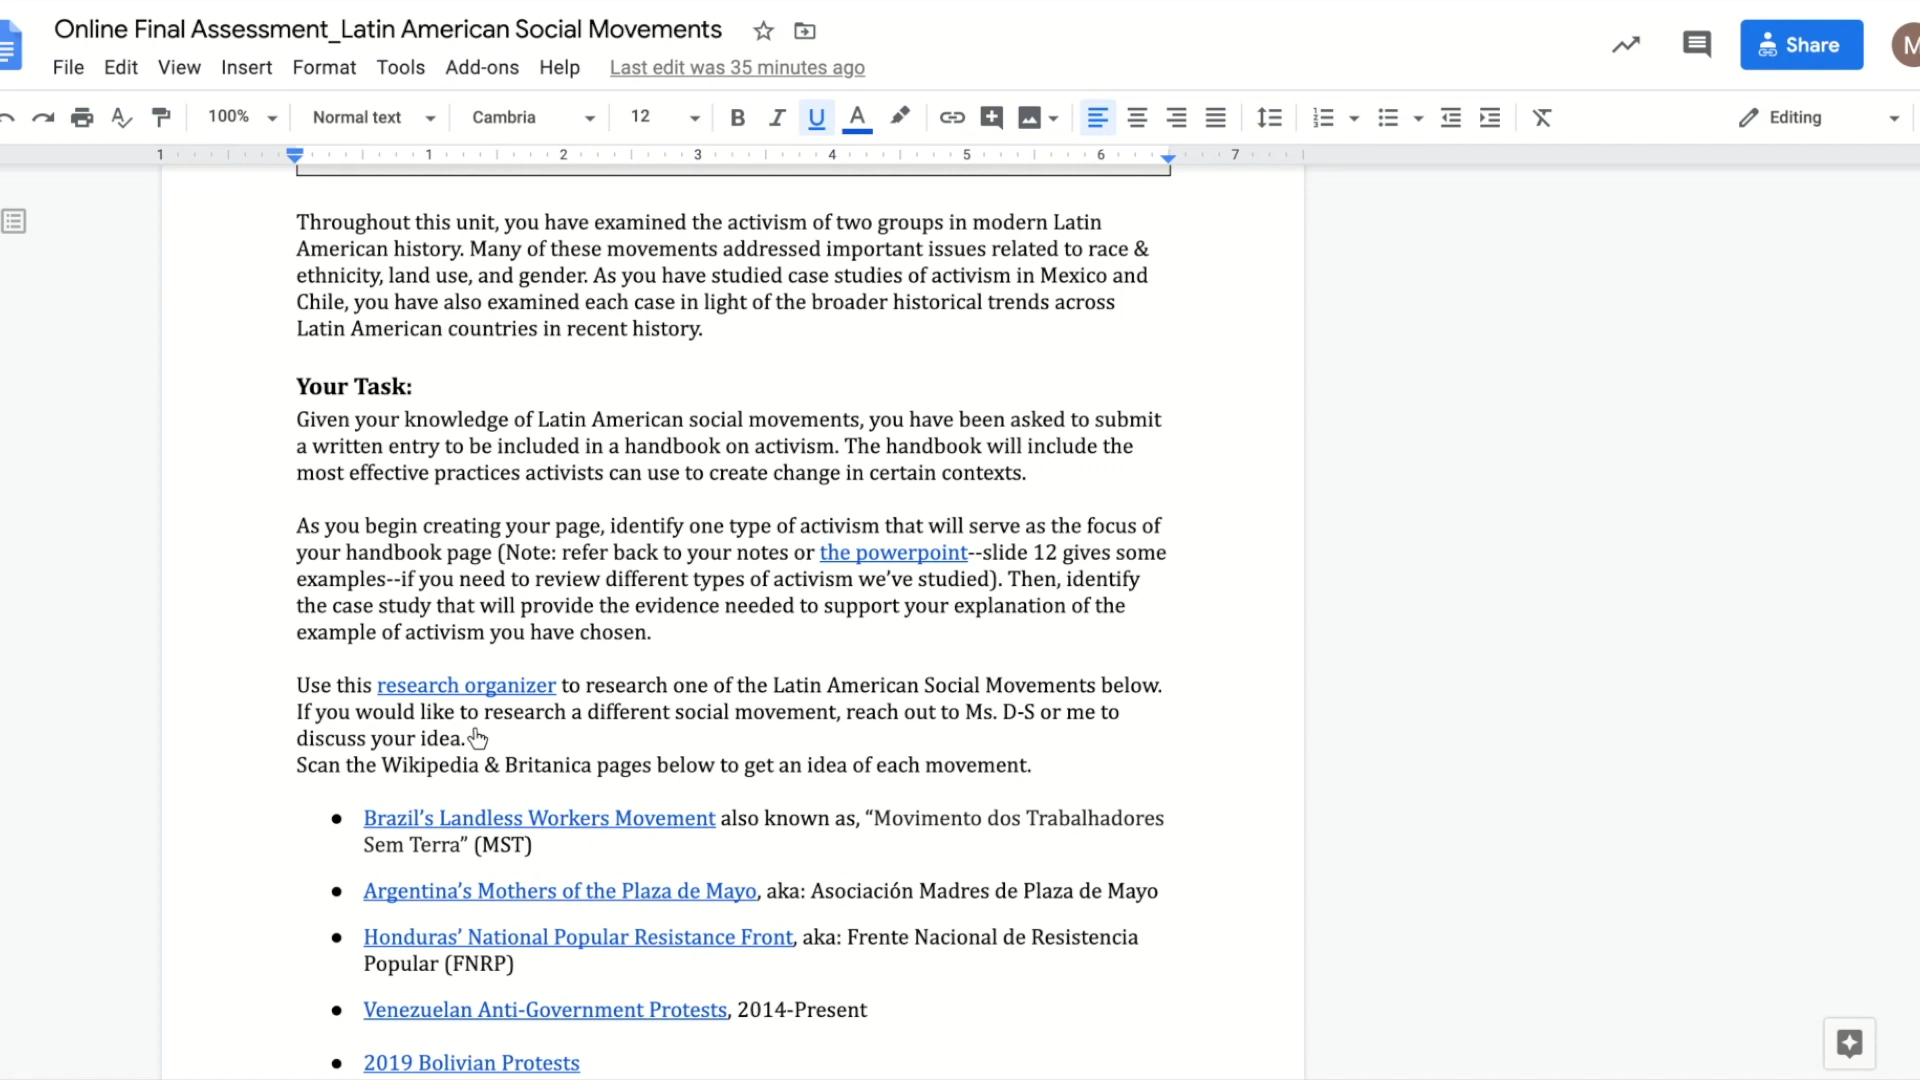 Online Final Assessment_Latin American Social Movements
File Edit View Insert Format Tools Add-ons Help Last edit was 35 minutes ago
Share
M
100% Normal text Cambria 12 B I U A Editing
1 1 2 3 4 5 6 7
Throughout this unit, you have examined the activism of two groups in modern Latin
American history. Many of these movements addressed important issues related to race &
ethnicity, land use, and gender. As you have studied case studies of activism in Mexico and
Chile, you have also examined each case in light of the broader historical trends across
Latin American countries in recent history.
Your Task:
Given your knowledge of Latin American social movements, you have been asked to submit
a written entry to be included in a handbook on activism. The handbook will include the
most effective practices activists can use to create change in certain contexts.
As you begin creating your page, identify one type of activism that will serve as the focus of
your handbook page (Note: refer back to your notes or the powerpoint--slide 12 gives some
examples--if you need to review different types of activism we've studied). Then, identify
the case study that will provide the evidence needed to support your explanation of the
example of activism you have chosen.
Use this research organizer to research one of the Latin American Social Movements below.
If you would like to research a different social movement, reach out to Ms. D-S or me to
discuss your idea.
Scan the Wikipedia & Britanica pages below to get an idea of each movement.
● Brazil's Landless Workers Movement also known as, “Movimento dos Trabalhadores
Sem Terra” (MST)
● Argentina's Mothers of the Plaza de Mayo, aka: Asociación Madres de Plaza de Mayo
● Honduras' National Popular Resistance Front, aka: Frente Nacional de Resistencia
Popular (FNRP)
● Venezuelan Anti-Government Protests, 2014-Present
● 2019 Bolivian Protests